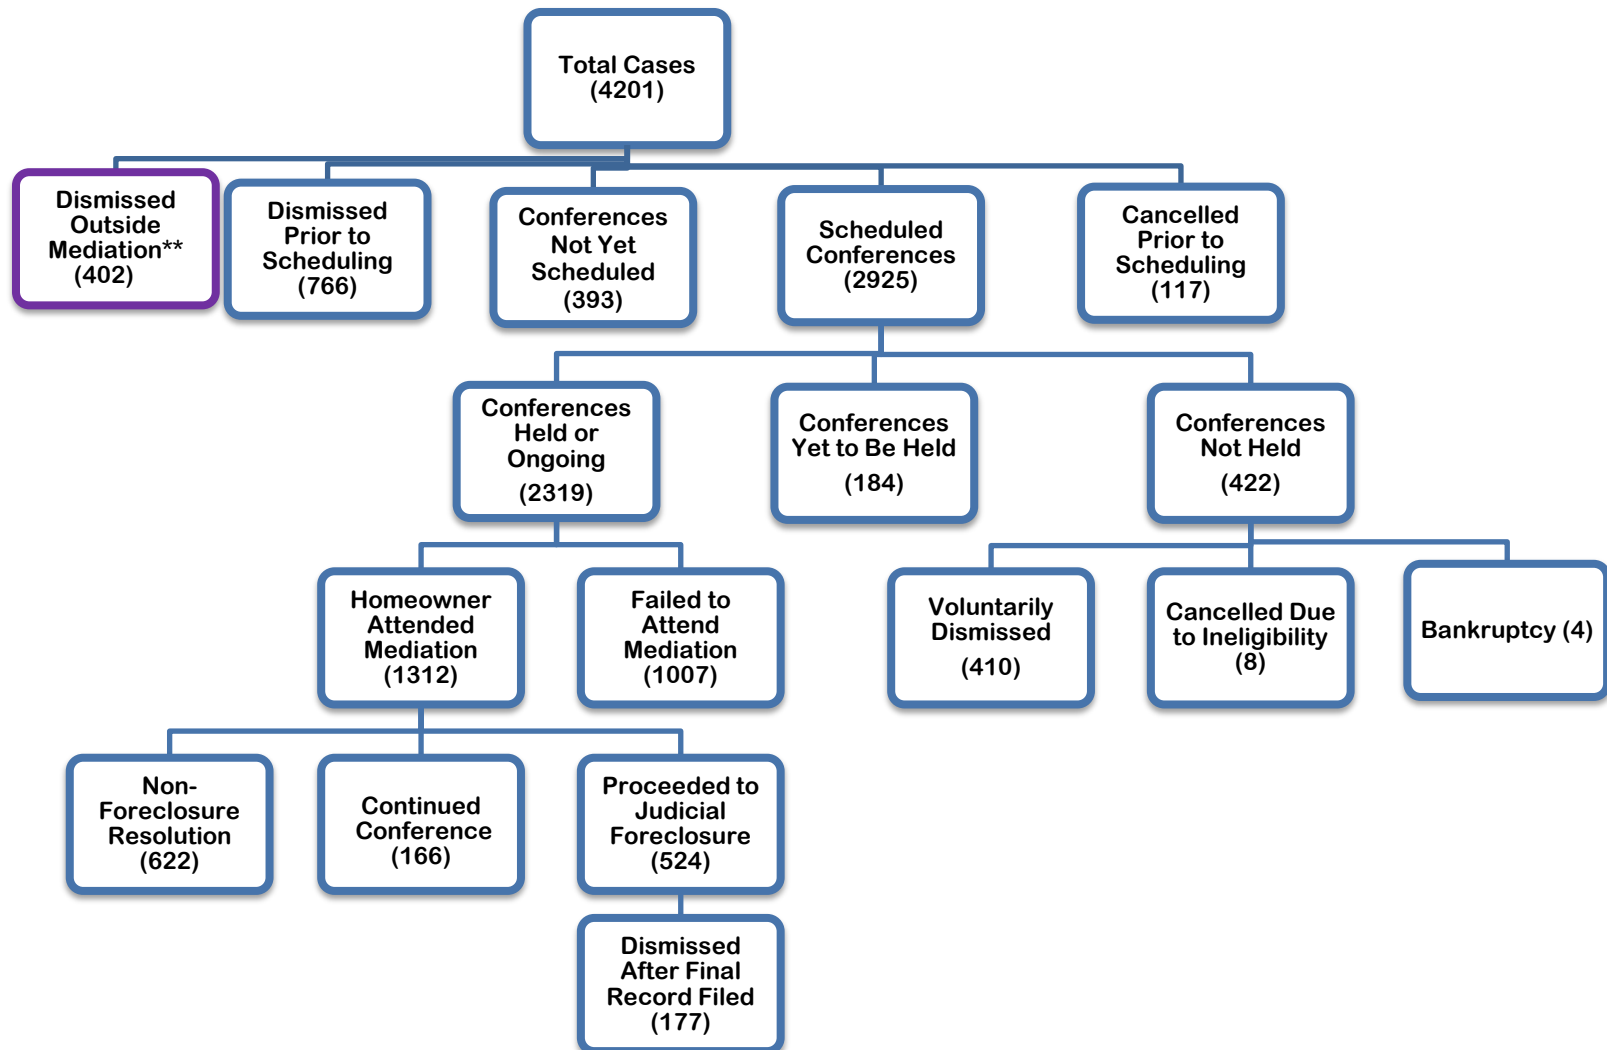 Total Cases
(4201)
Dismissed
Outside
Mediation**
(402)
Dismissed
Prior to
Scheduling
(766)
Conferences
Not Yet
Scheduled
(393)
Scheduled
Conferences
(2925)
Cancelled
Prior to
Scheduling
(117)
Conferences
Held or
Ongoing
(2319)
Conferences
Yet to Be Held
(184)
Conferences
Not Held
(422)
Homeowner
Attended
Mediation
(1312)
Failed to
Attend
Mediation
(1007)
Voluntarily
Dismissed
(410)
Cancelled Due
to Ineligibility
(8)
Bankruptcy (4)
Non-
Foreclosure
Resolution
(622)
Continued
Conference
(166)
Proceeded to
Judicial
Foreclosure
(524)
Dismissed
After Final
Record Filed
(177)